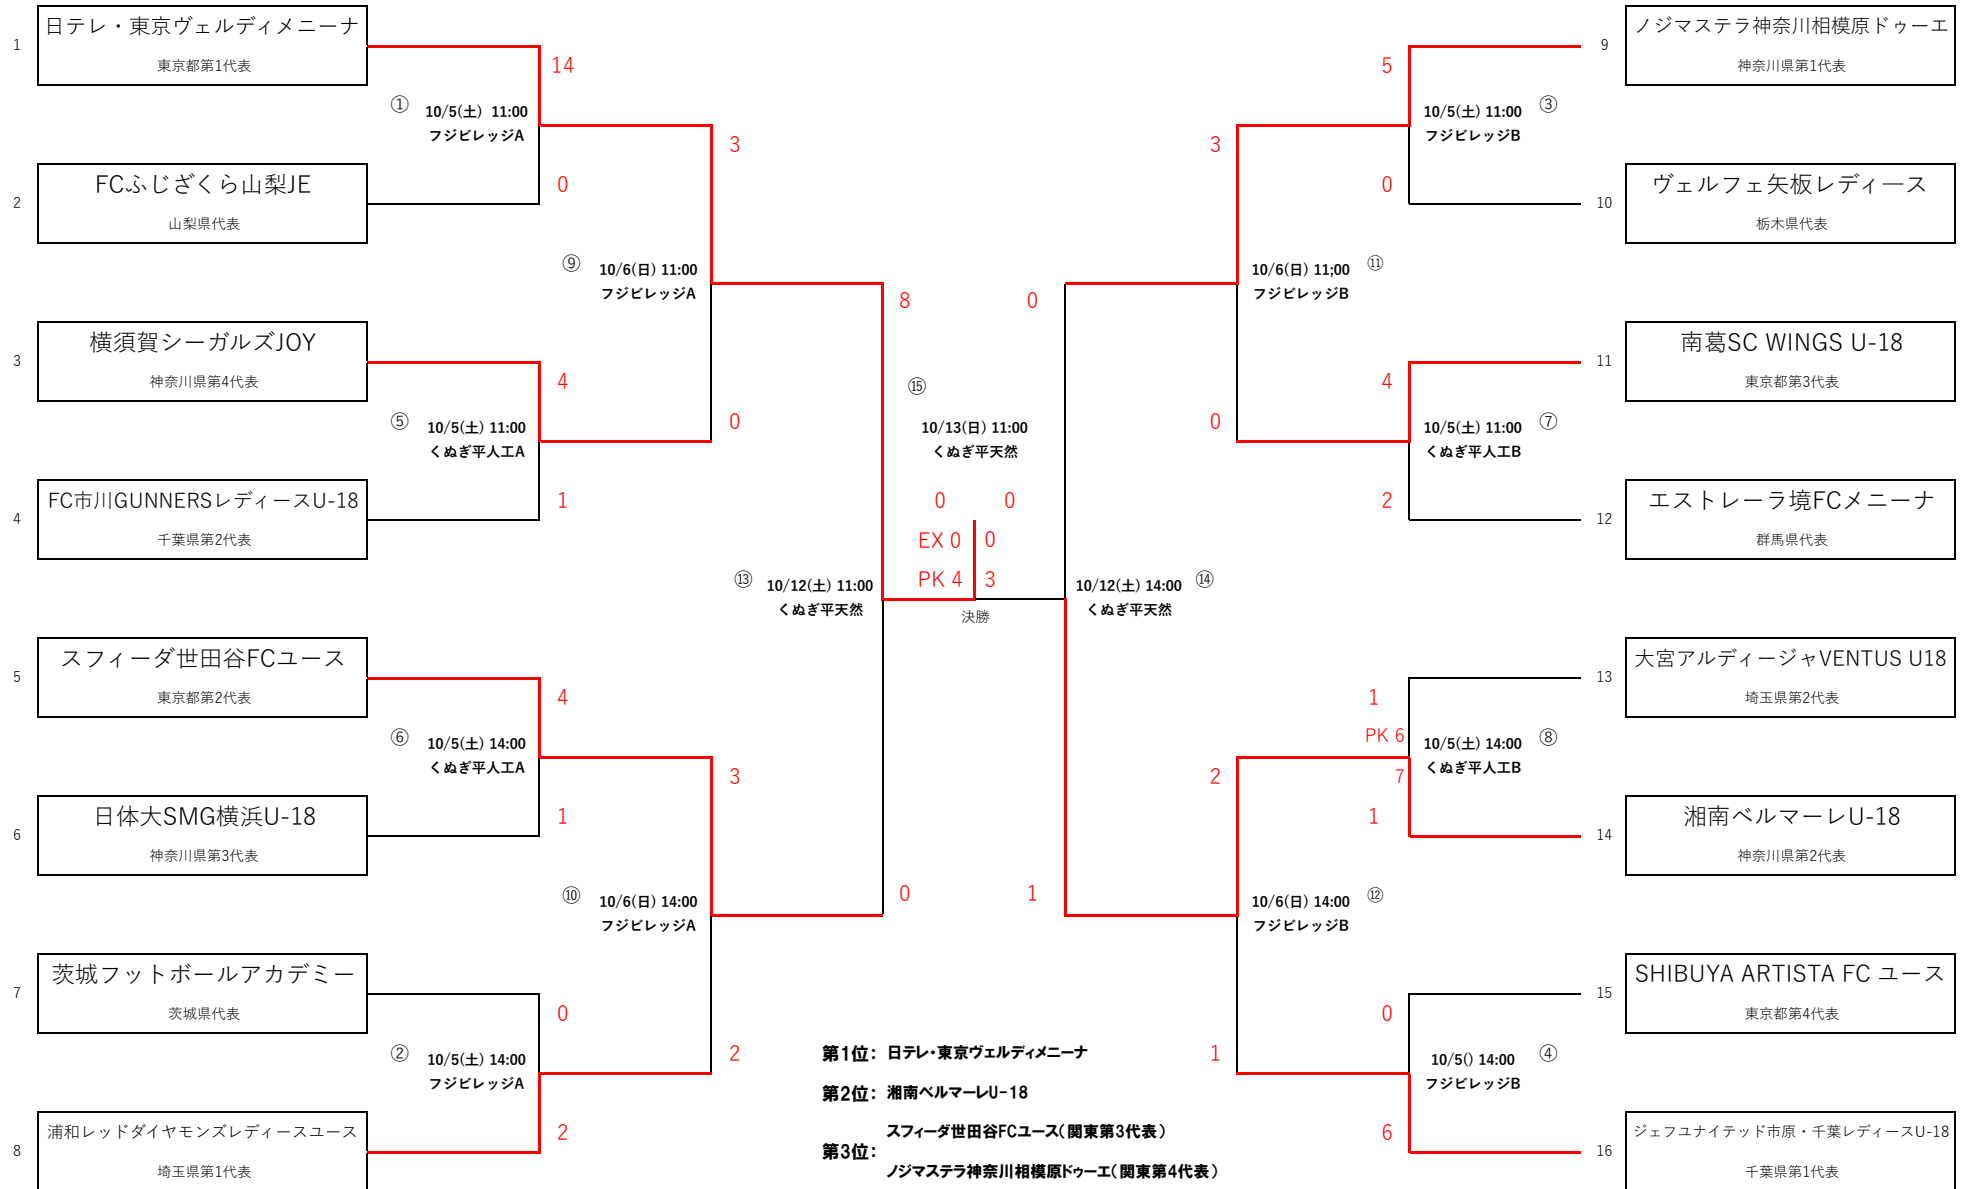 1
日テレ・東京ヴェルディメニーナ
東京都第1代表
14
① 10/5(土) 11:00
フジビレッジA
3
2
FCふじざくら山梨JE
山梨県代表
0
⑨ 10/6(日) 11:00
フジビレッジA
8
3
横須賀シーガルズJOY
神奈川県第4代表
4
⑤ 10/5(土) 11:00
くぬぎ平人工A
0
4
FC市川GUNNERSレディースU-18
千葉県第2代表
1
⑬ 10/12(土) 11:00
くぬぎ平天然
5
スフィーダ世田谷FCユース
東京都第2代表
4
⑥ 10/5(土) 14:00
くぬぎ平人工A
3
6
日体大SMG横浜U-18
神奈川県第3代表
1
⑩ 10/6(日) 14:00
フジビレッジA
0
7
茨城フットボールアカデミー
茨城県代表
0
② 10/5(土) 14:00
フジビレッジA
2
8
浦和レッドダイヤモンズレディースユース
埼玉県第1代表
2
⑮
10/13(日) 11:00
くぬぎ平天然
0 0
EX 0 0
PK 4 3
決勝
9
ノジマステラ神奈川相模原ドゥーエ
神奈川県第1代表
5
10/5(土) 11:00 ③
フジビレッジB
3
10
ヴェルフェ矢板レディース
栃木県代表
0
10/6(日) 11;00 ⑪
フジビレッジB
0
11
南葛SC WINGS U-18
東京都第3代表
4
10/5(土) 11:00 ⑦
くぬぎ平人工B
0
12
エストレーラ境FCメニーナ
群馬県代表
2
10/12(土) 14:00 ⑭
くぬぎ平天然
13
大宮アルディージャVENTUS U18
埼玉県第2代表
1
PK 6
10/5(土) 14:00 ⑧
くぬぎ平人工B
2
7
1
14
湘南ベルマーレU-18
神奈川県第2代表
10/6(日) 14:00 ⑫
フジビレッジB
1
15
SHIBUYA ARTISTA FC ユース
東京都第4代表
0
10/5() 14:00 ④
フジビレッジB
1
16
ジェフユナイテッド市原・千葉レディースU-18
千葉県第1代表
6
第1位： 日テレ・東京ヴェルディメニーナ
第2位： 湘南ベルマーレU-18
第3位：
スフィーダ世田谷FCユース（関東第3代表）
ノジマステラ神奈川相模原ドゥーエ（関東第4代表）